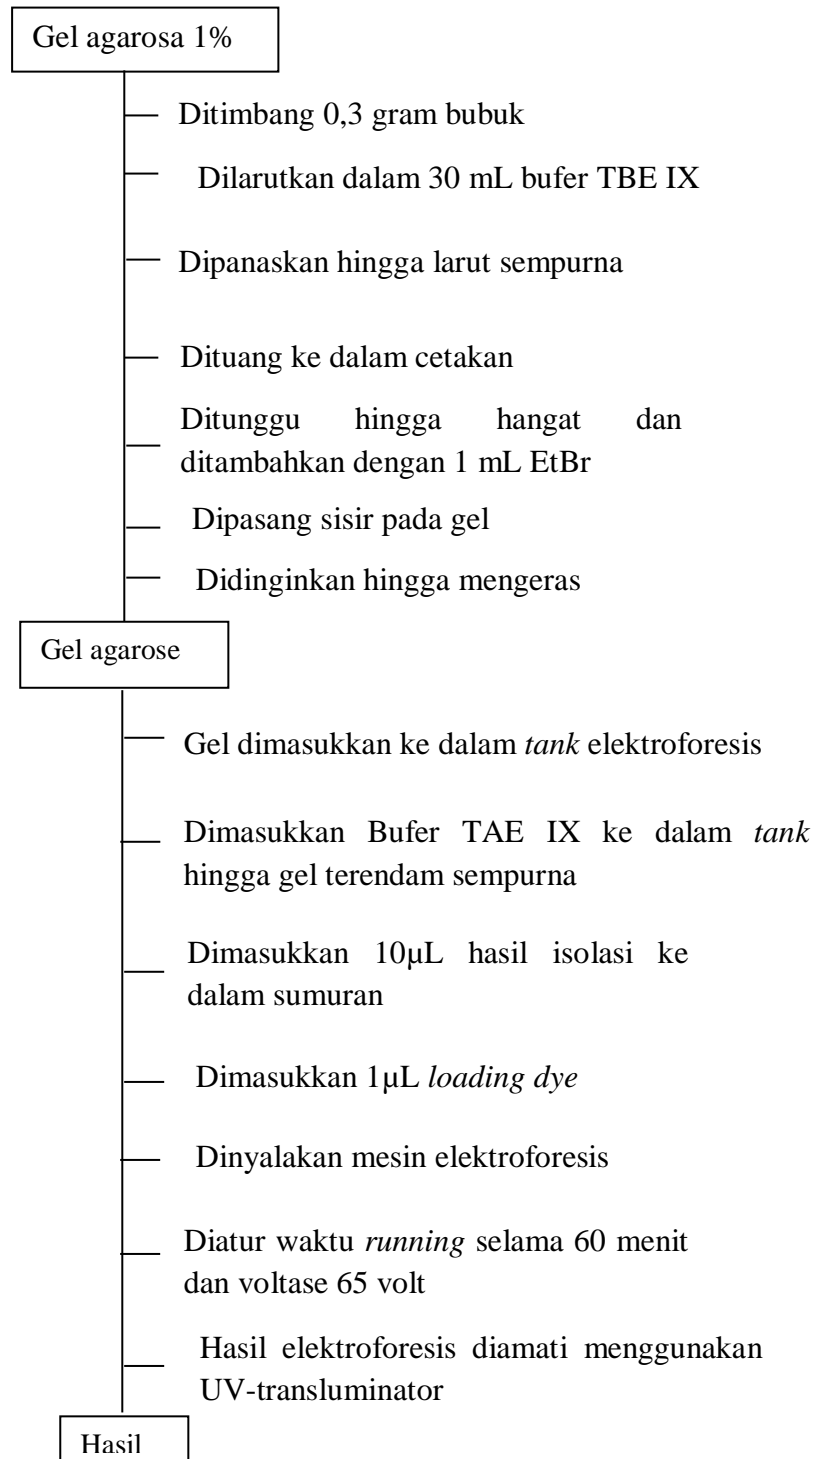 Gel agarosa 1%
Ditimbang 0,3 gram bubuk
Dilarutkan dalam 30 mL bufer TBE IX
Dipanaskan hingga larut sempurna
Dituang ke dalam cetakan
Ditunggu hingga hangat dan
ditambahkan dengan 1 mL EtBr
Dipasang sisir pada gel
Didinginkan hingga mengeras
Gel agarose
Gel dimasukkan ke dalam tank elektroforesis
Dimasukkan Bufer TAE IX ke dalam tank
hingga gel terendam sempurna
Dimasukkan 10µL hasil isolasi ke
dalam sumuran
Dimasukkan 1µL loading dye
Dinyalakan mesin elektroforesis
Diatur waktu running selama 60 menit
dan voltase 65 volt
Hasil elektroforesis diamati menggunakan
UV-transluminator
Hasil